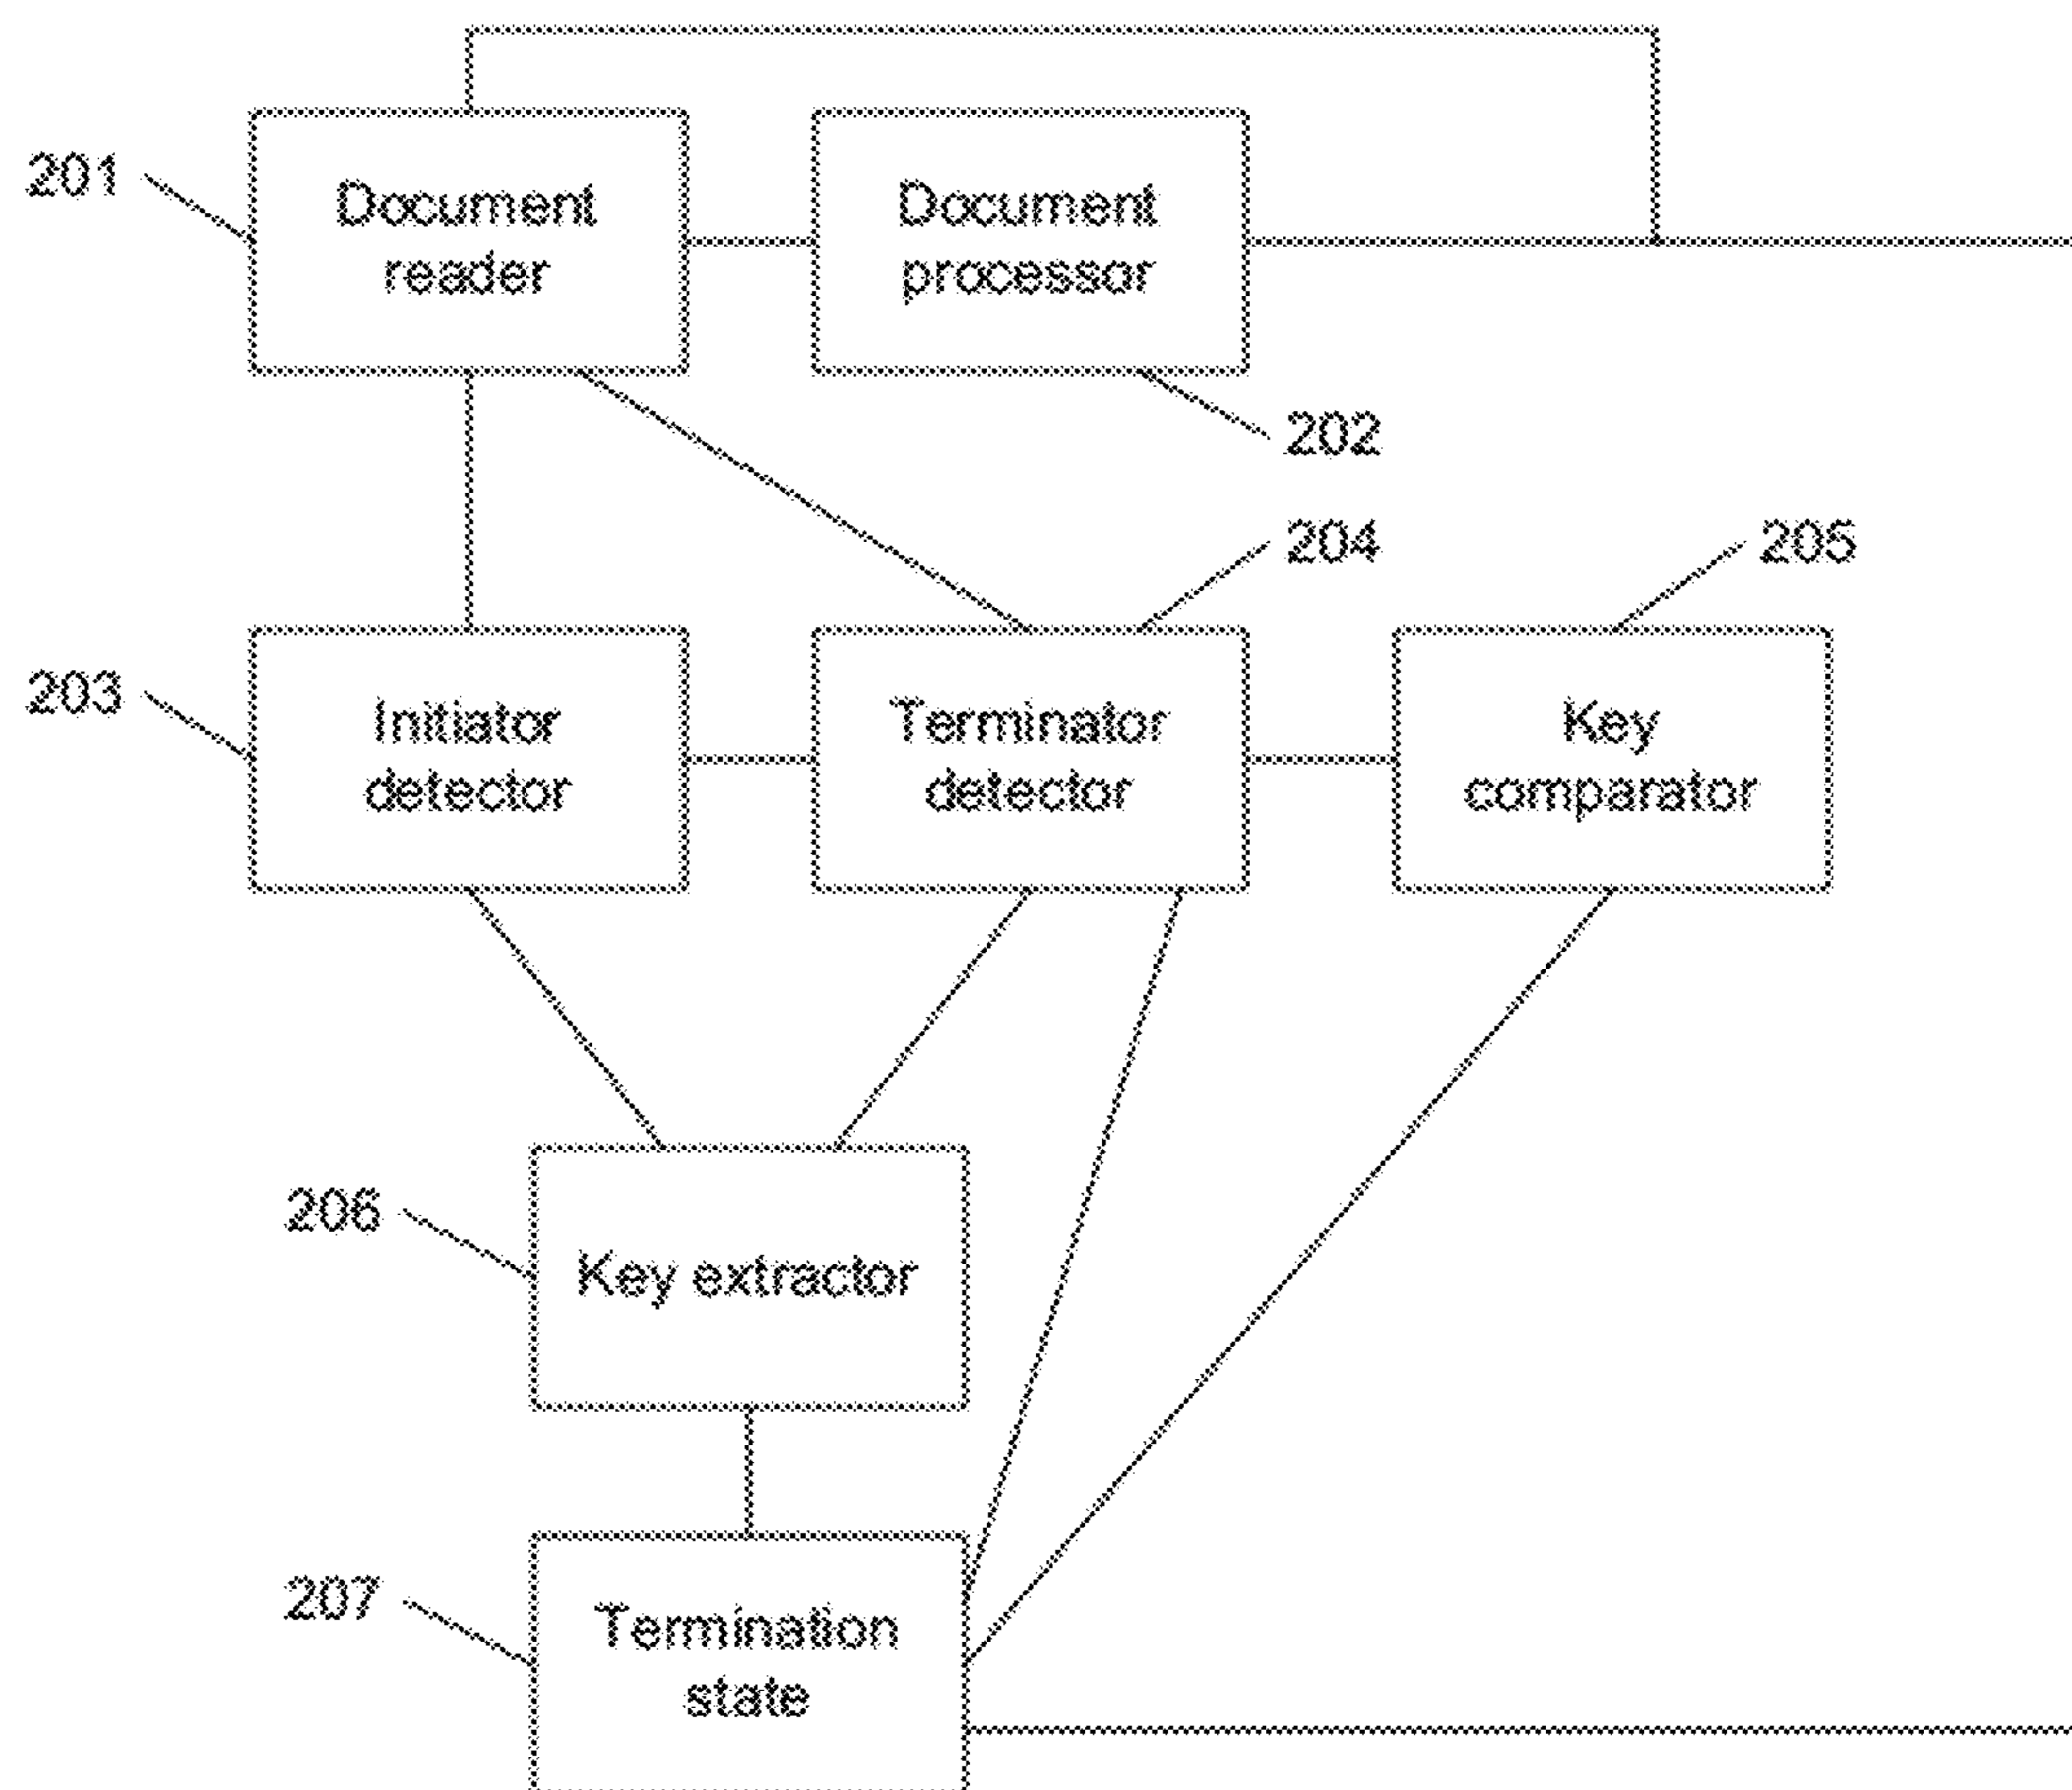 201
Document
reader
Document
processor
202
204
205
203
Initiator
detector
Terminator
detector
Key
comparator
206
Key extractor
207
Termination
state